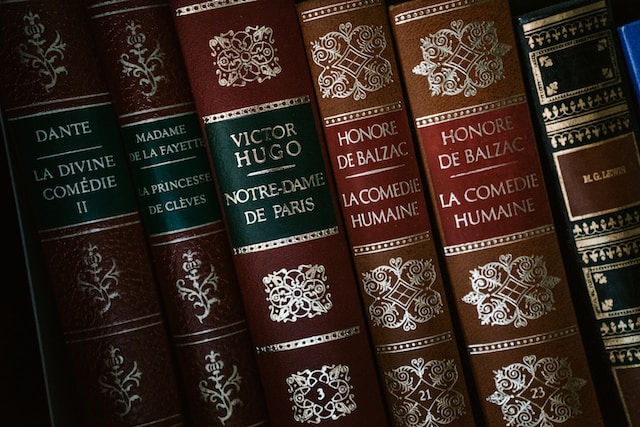 DANTE
LA DIVINE
COMÉDIE
II
MADAME
DE LA FAYETTE
LA PRINCESSE
DE CLÈVES
VICTOR
HUGO
NOTRE-DAME
DE PARIS
3
HONORE
DE BALZAC
LA COMEDIE
HUMAINE
21
HONORE
DE BALZAC
LA COMEDIE
HUMAINE
23
M.G. LEWIS